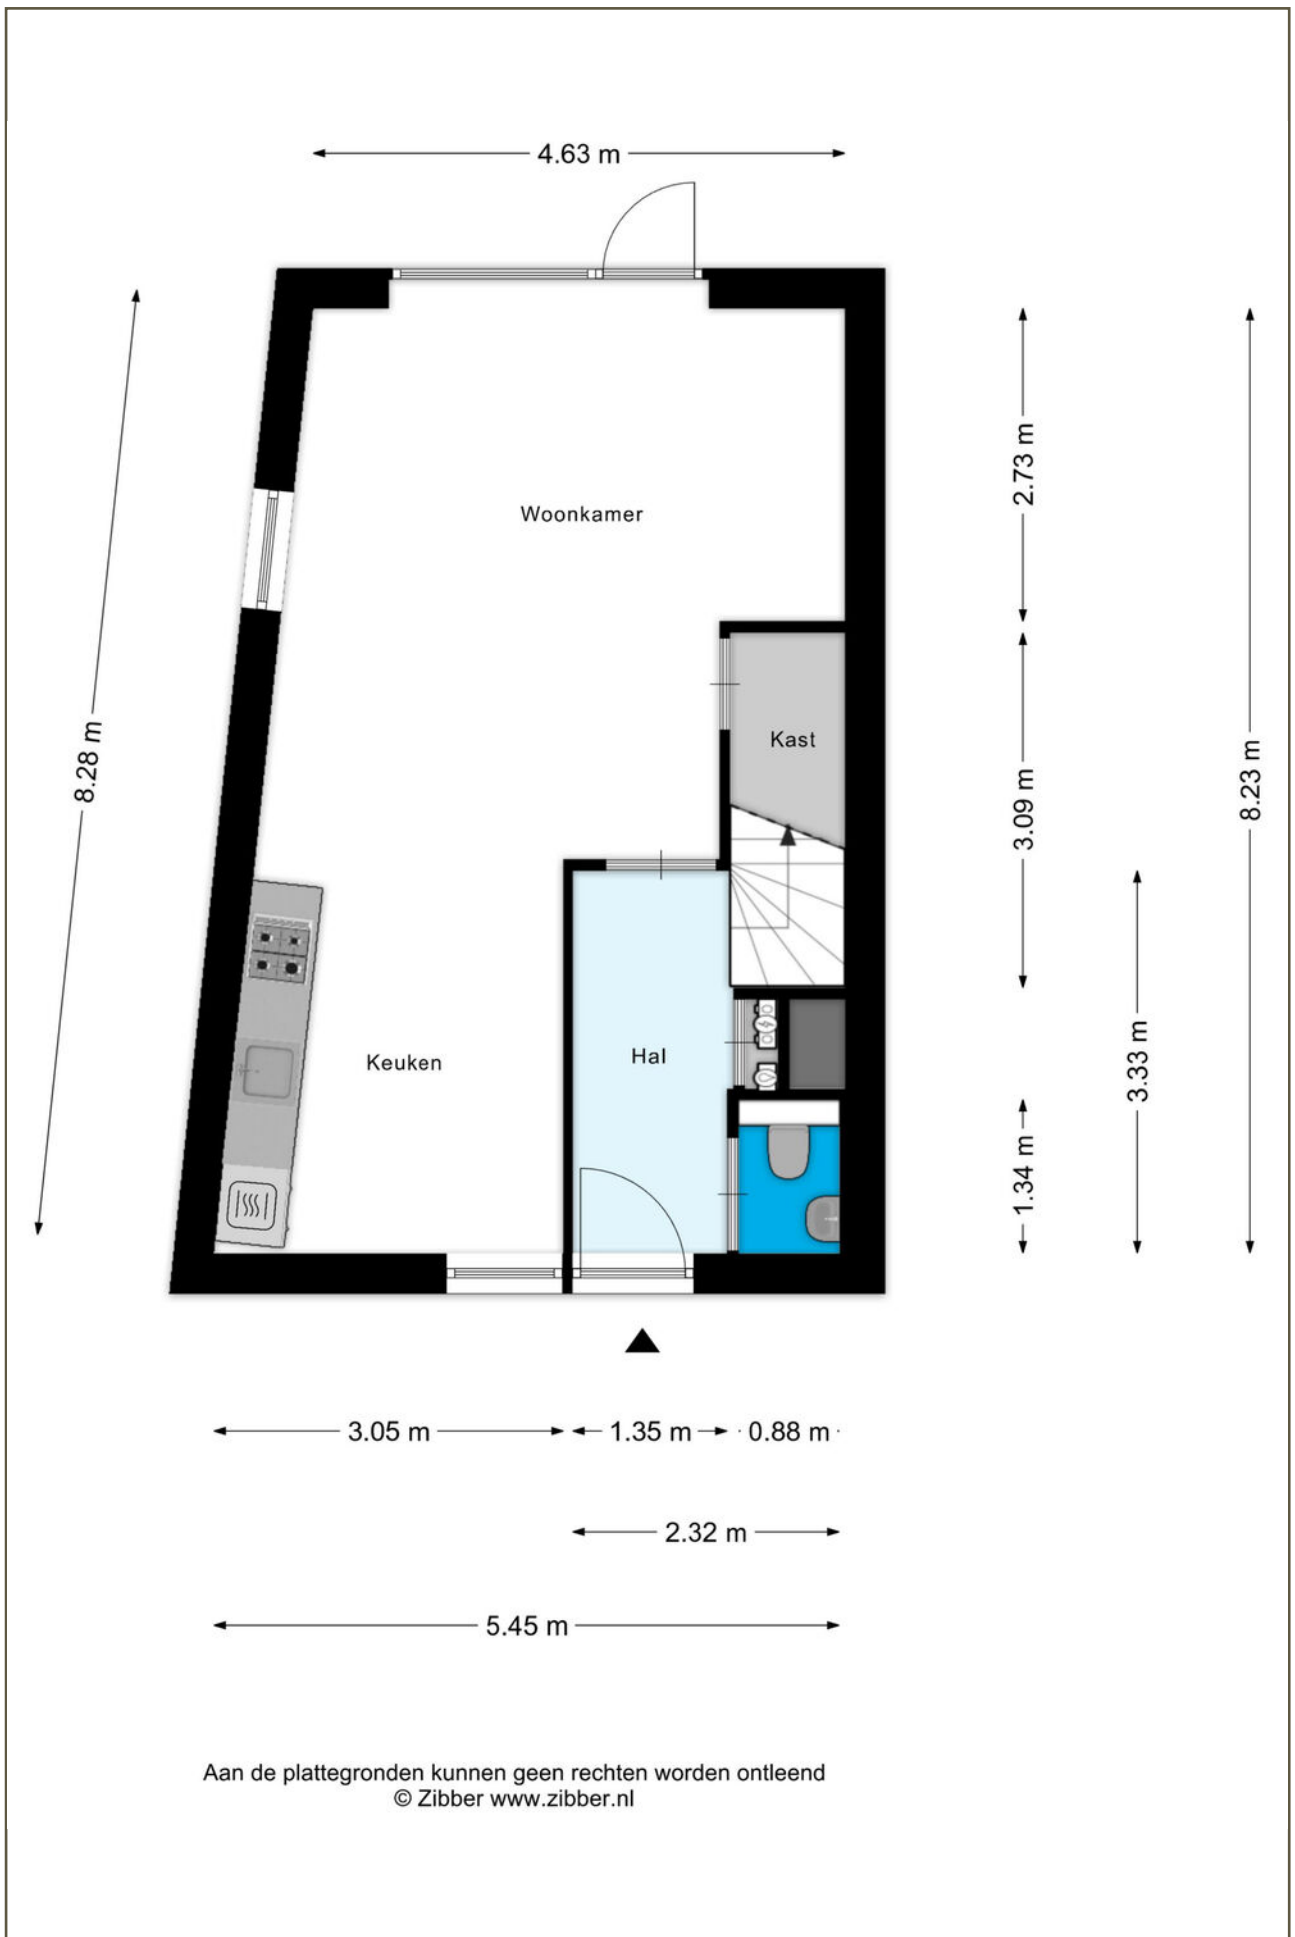 4.63 m
2.73 m
Woonkamer
8.28 m
Kast
3.09 m
8.23 m
Keuken
Hal
3.33 m
1.34 m
3.05 m
1.35 m
0.88 m
2.32 m
5.45 m
Aan de plattegronden kunnen geen rechten worden ontleend
© Zibber www.zibber.nl